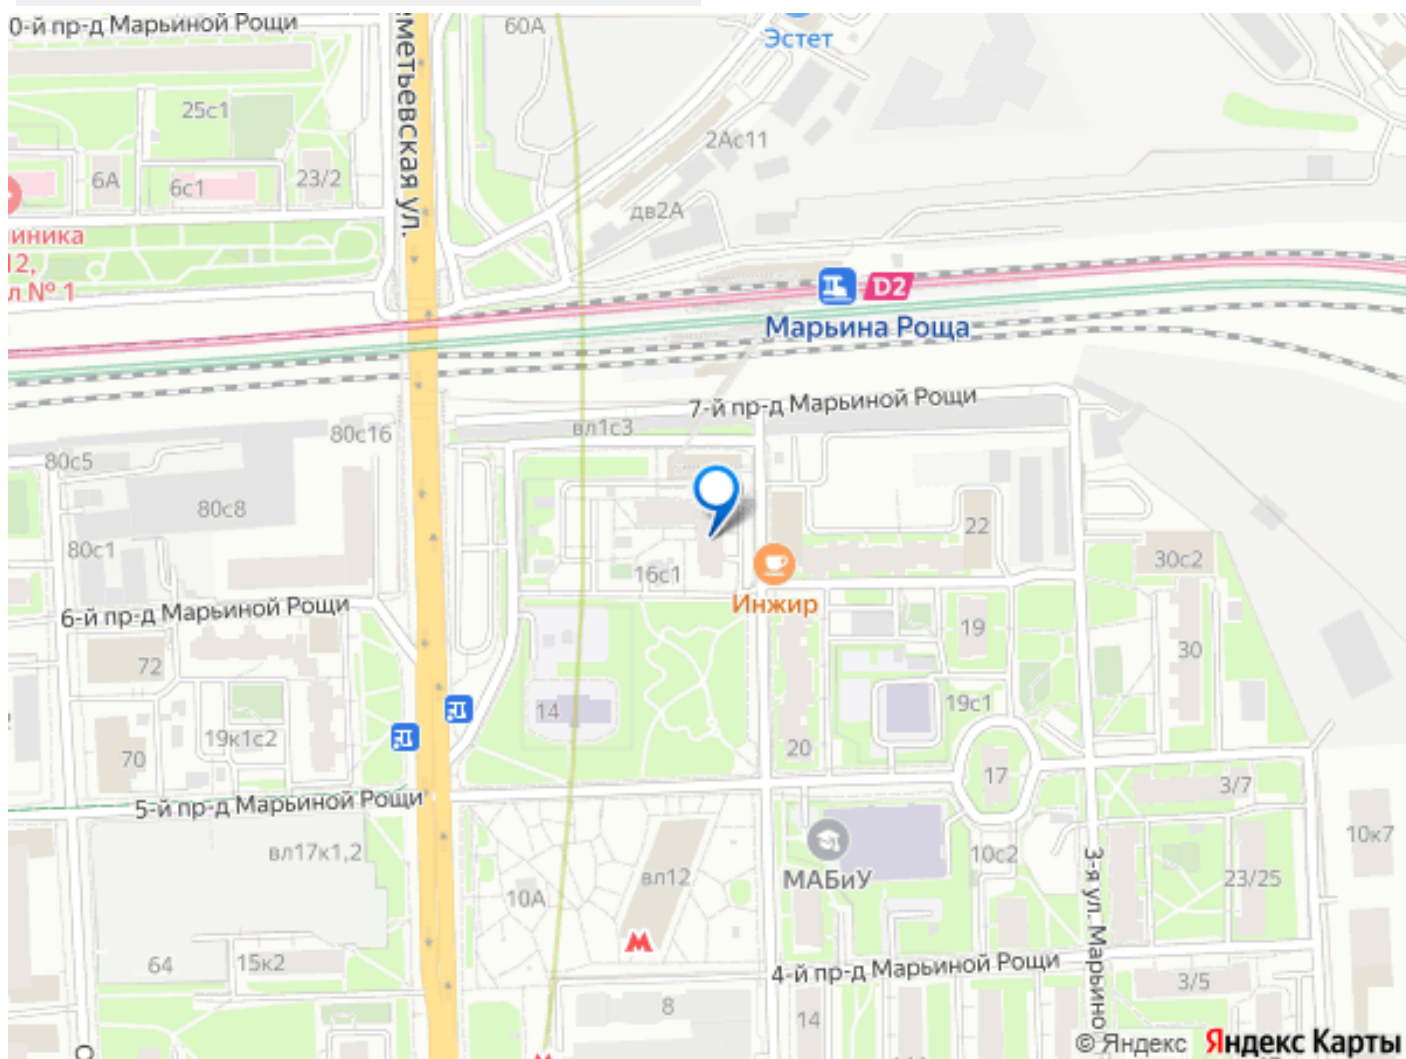 0-й пр-д Марьиной Рощи
60А
Эстет
метьевская ул.
25с1
2Ас11
6А
6с1
23/2
дв2А
иника
12,
л № 1
D2
Марьина Роща
7-й пр-д Марьиной Рощи
вл1с3
80с16
80с5
80с8
22
80с1
16с1
30с2
Инжир
6-й пр-д Марьиной Рощи
19
30
72
19с1
14
19к1с2
20
70
17
3/7
5-й пр-д Марьиной Рощи
10к7
вл17к1,2
10с2
вл12
МАБиУ
23/25
10А
3-я ул. Марьино
64
15к2
4-й пр-д Марьиной Рощи
3/5
8
14
© Яндекс Яндекс Карты